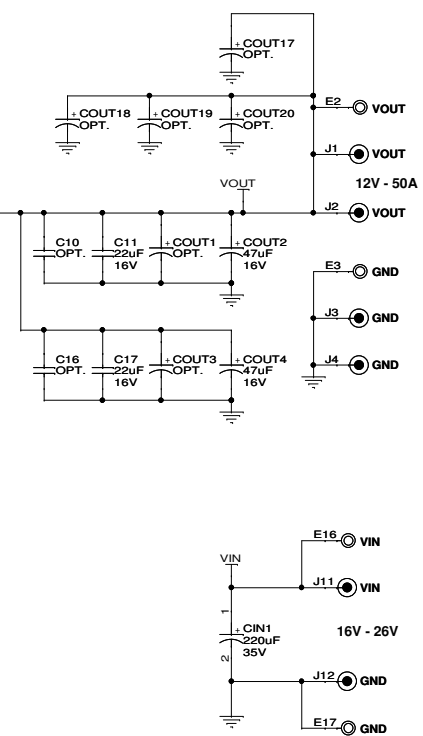 + COUT17
OPT.
E2
VOUT
+ COUT18
OPT.
+ COUT19
OPT.
+ COUT20
OPT.
J1
VOUT
VOUT
12V - 50A
J2
VOUT
C10
OPT.
C11
22uF
16V
+ COUT1
OPT.
+ COUT2
47uF
16V
E3
GND
J3
GND
C16
OPT.
C17
22uF
16V
+ COUT3
OPT.
+ COUT4
47uF
16V
J4
GND
E16
VIN
VIN
J11
VIN
1
+ CIN1
220uF
35V
2
16V - 26V
J12
GND
E17
GND